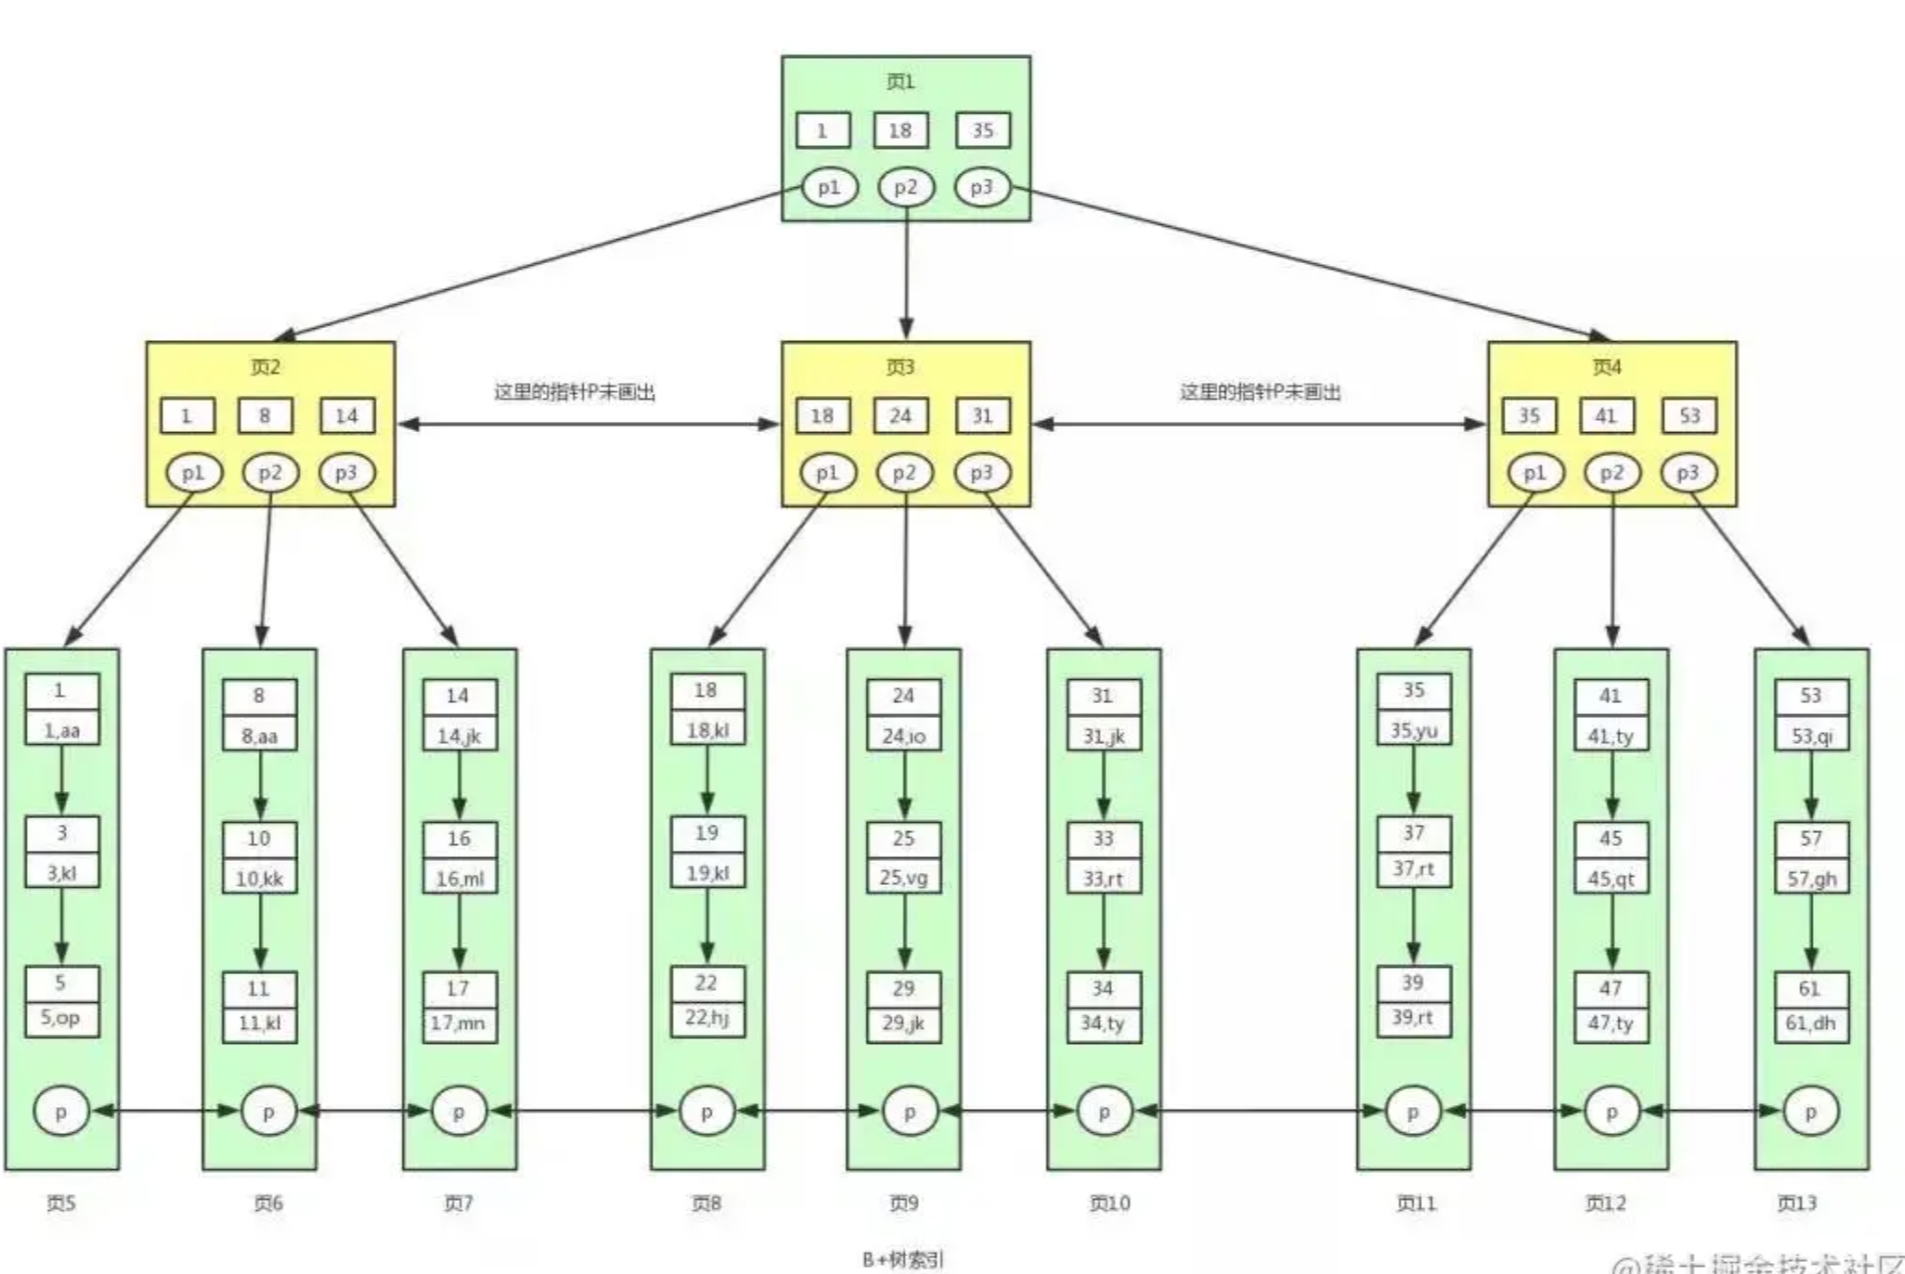 页1
1 18 35
p1 p2 p3
页2 页3 页4
这里的指针P未画出 这里的指针P未画出
1 8 14 18 24 31 35 41 53
p1 p2 p3 p1 p2 p3 p1 p2 p3
1 8 14 18 24 31 35 41 53
1,aa 8,aa 14,jk 18,kl 24,io 31,jk 35,yu 41,ty 53,qi
3 10 16 19 25 33 37 45 57
3,kl 10,kk 16,ml 19,kl 25,vg 33,rt 37,rt 45,qt 57,gh
5 11 17 22 29 34 39 47 61
5,op 11,kl 17,mn 22,hj 29,jk 34,ty 39,rt 47,ty 61,dh
p p p p p p p p p
页5 页6 页7 页8 页9 页10 页11 页12 页13
B+树索引
@稀土掘金技术社区